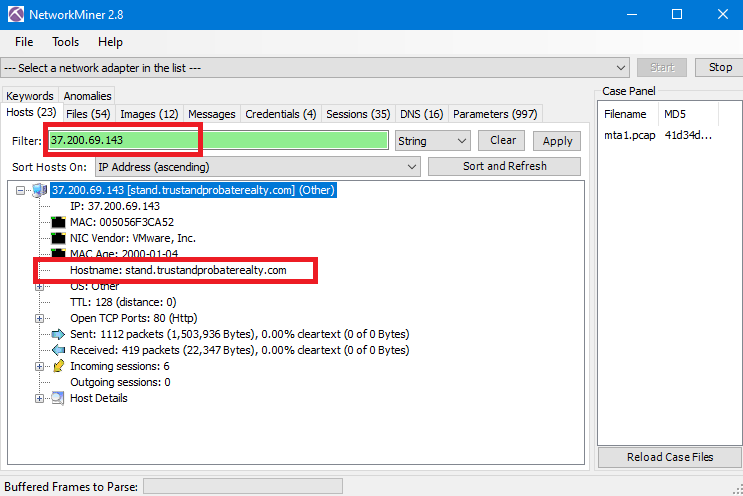 NetworkMiner 2.8
File Tools Help
--- Select a network adapter in the list --- Start Stop
Keywords Anomalies
Hosts (23) Files (54) Images (12) Messages Credentials (4) Sessions (35) DNS (16) Parameters (997)
Filter: 37.200.69.143 String Clear Apply
Sort Hosts On: IP Address (ascending) Sort and Refresh
37.200.69.143 [stand.trustandprobaterealty.com] (Other)
IP: 37.200.69.143
MAC: 005056F3CA52
NIC Vendor: VMware, Inc.
MAC Age: 2000-01-04
Hostname: stand.trustandprobaterealty.com
OS: Other
TTL: 128 (distance: 0)
Open TCP Ports: 80 (Http)
Sent: 1112 packets (1,503,936 Bytes), 0.00% cleartext (0 of 0 Bytes)
Received: 419 packets (22,347 Bytes), 0.00% cleartext (0 of 0 Bytes)
Incoming sessions: 6
Outgoing sessions: 0
Host Details
Case Panel
Filename MD5
mta1.pcap 41d34d...
Reload Case Files
Buffered Frames to Parse: